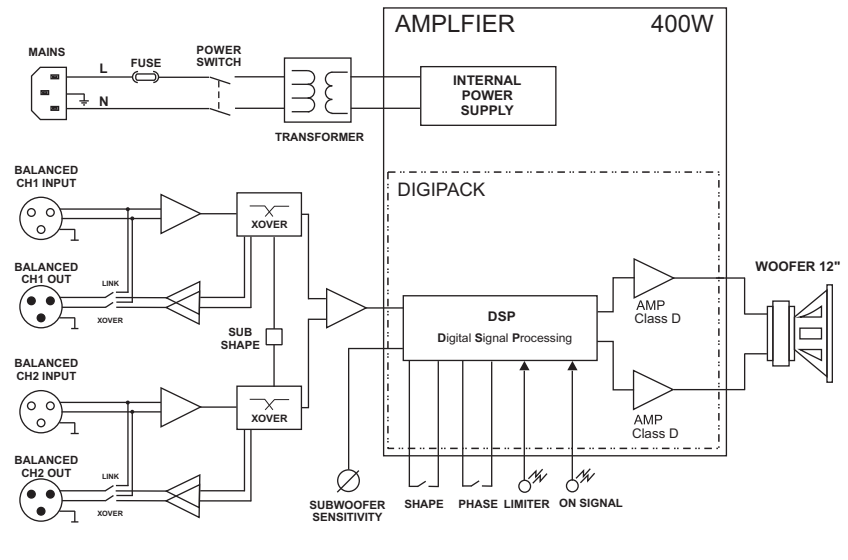 AMPLFIER 400W
MAINS
L
FUSE
POWER
SWITCH
N
TRANSFORMER
INTERNAL
POWER
SUPPLY
BALANCED
CH1 INPUT
XOVER
DIGIPACK
BALANCED
CH1 OUT
LINK
XOVER
SUB
SHAPE
DSP
Digital Signal Processing
AMP
Class D
WOOFER 12"
BALANCED
CH2 INPUT
XOVER
AMP
Class D
BALANCED
CH2 OUT
LINK
XOVER
SUBWOOFER
SENSITIVITY
SHAPE
PHASE
LIMITER
ON SIGNAL